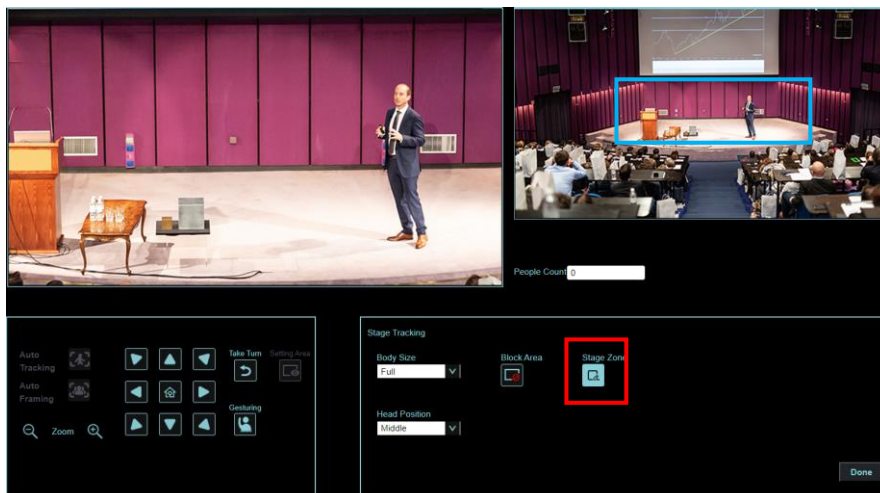 People Count 0
Auto
Tracking
Auto
Framing
Zoom
Take Turn
Setting Area
Gesturing
Stage Tracking
Body Size
Full
Block Area
Stage Zone
Head Position
Middle
Done